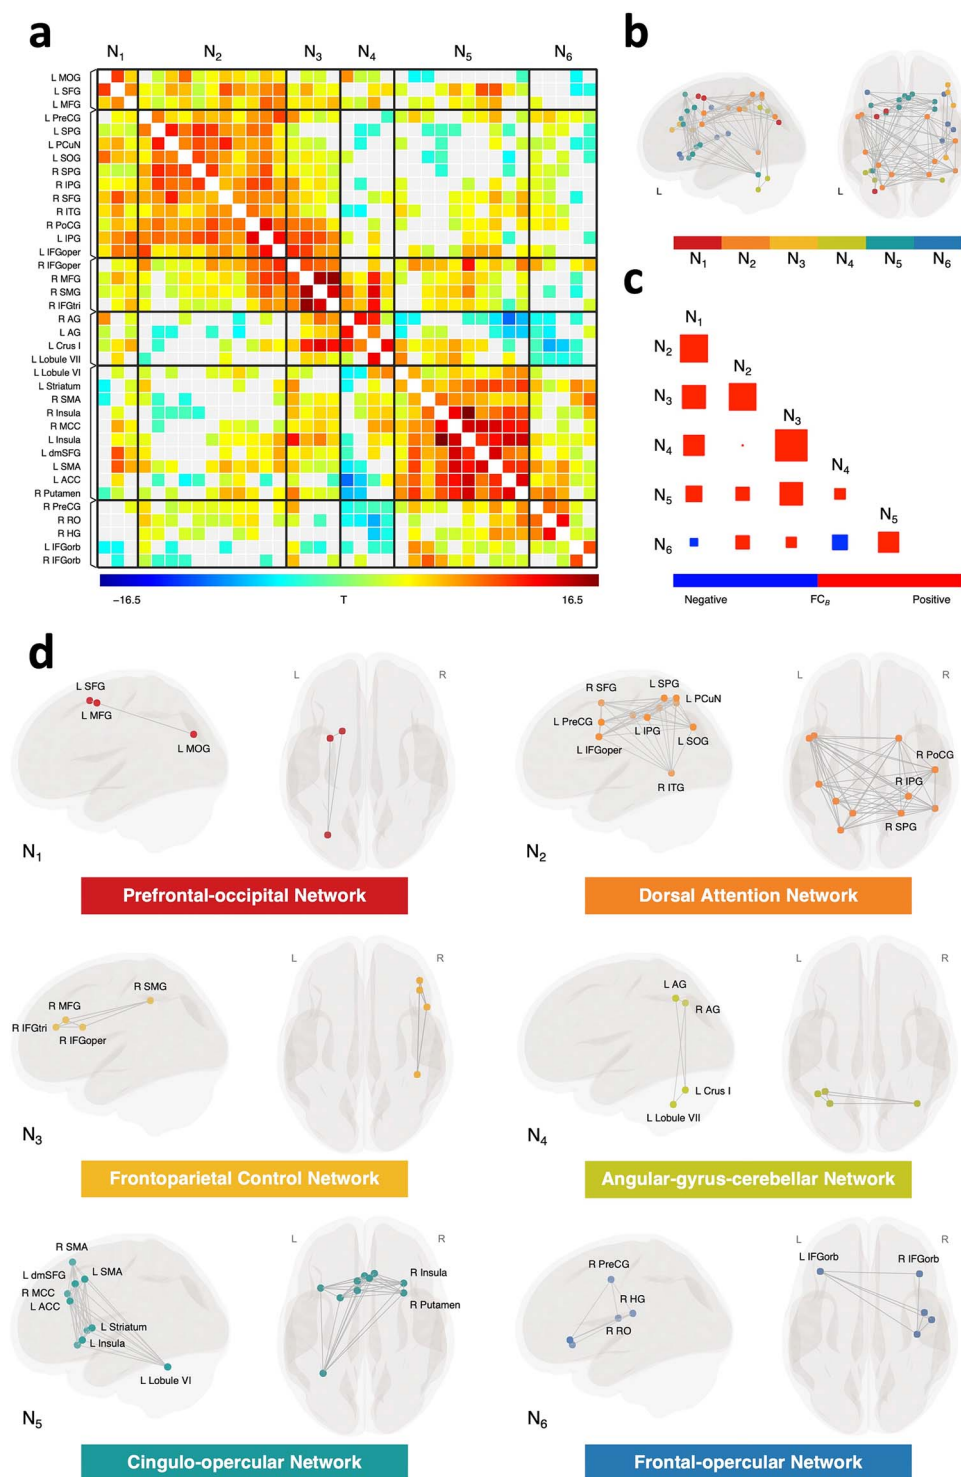 a
N1 N2 N3 N4 N5 N6
L MOG
L SFG
L MFG
L PreCG
L SPG
L PCuN
L SOG
R SPG
R IPG
R SFG
R ITG
R PoCG
L IPG
L IFGoper
R IFGoper
R MFG
R SMG
R IFGtri
R AG
L AG
L Crus I
L Lobule VII
L Lobule VI
L Striatum
R SMA
R Insula
R MCC
L Insula
L dmSFG
L SMA
L ACC
R Putamen
R PreCG
R RO
R HG
L IFGorb
R IFGorb
−16.5 T 16.5
b
L L
N1 N2 N3 N4 N5 N6
c
N1
N2 N2
N3 N3
N4 N4
N5 N5
N6
Negative FCB Positive
d
L SFG
L MFG
L MOG
L R
N1
Prefrontal-occipital Network
R SFG
L SPG
L PCuN
L PreCG
L IPG
L IFGoper
L SOG
R ITG
L R
R PoCG
R IPG
R SPG
N2
Dorsal Attention Network
R SMG
R MFG
R IFGtri
R IFGoper
L R
N3
Frontoparietal Control Network
L AG
R AG
L Crus I
L Lobule VII
L R
N4
Angular-gyrus-cerebellar Network
R SMA
L dmSFG
L SMA
R MCC
L ACC
L Striatum
L Insula
L Lobule VI
L R
R Insula
R Putamen
N5
Cingulo-opercular Network
R PreCG
R HG
R RO
L R
L IFGorb
R IFGorb
N6
Frontal-opercular Network